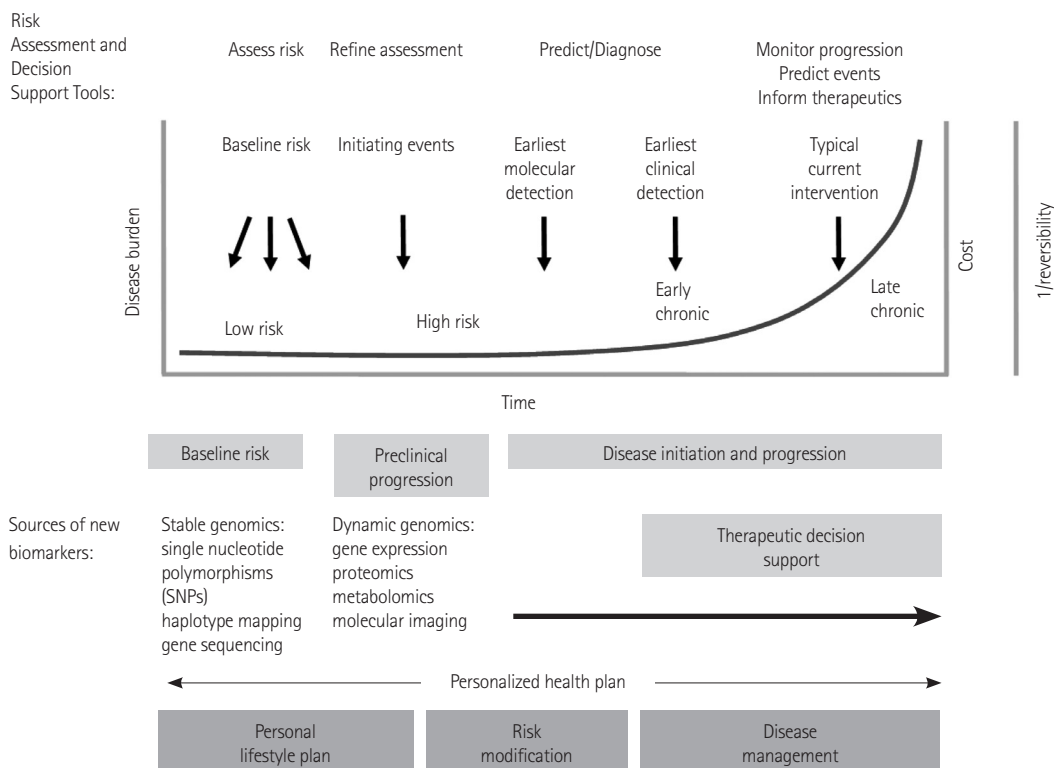 Risk
Assessment and
Decision
Support Tools:
Assess risk
Refine assessment
Predict/Diagnose
Monitor progression
Predict events
Inform therapeutics
Baseline risk
Initiating events
Earliest
molecular
detection
Earliest
clinical
detection
Typical
current
intervention
Disease burden
Cost
1/reversibility
Low risk
High risk
Early
chronic
Late
chronic
Time
Baseline risk
Preclinical
progression
Disease initiation and progression
Sources of new
biomarkers:
Stable genomics:
single nucleotide
polymorphisms
(SNPs)
haplotype mapping
gene sequencing
Dynamic genomics:
gene expression
proteomics
metabolomics
molecular imaging
Therapeutic decision
support
Personalized health plan
Personal
lifestyle plan
Risk
modification
Disease
management